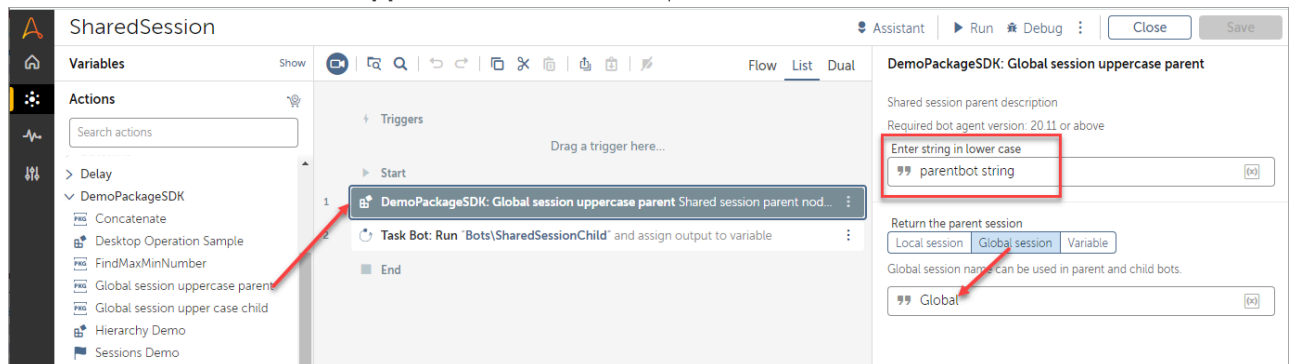 SharedSession
Assistant
Run
Debug
Close
Save
Variables
Show
Flow
List
Dual
Actions
Search actions
Delay
DemoPackageSDK
PKG Concatenate
Desktop Operation Sample
PKG FindMaxMinNumber
PKG Global session uppercase parent
PKG Global session upper case child
Hierarchy Demo
Sessions Demo
Triggers
Drag a trigger here...
Start
1 DemoPackageSDK: Global session uppercase parent Shared session parent nod...
2 Task Bot: Run "Bots\SharedSessionChild" and assign output to variable
End
DemoPackageSDK: Global session uppercase parent
Shared session parent description
Required bot agent version: 20.11 or above
Enter string in lower case
parentbot string
(x)
Return the parent session
Local session
Global session
Variable
Global session name can be used in parent and child bots.
Global
(x)